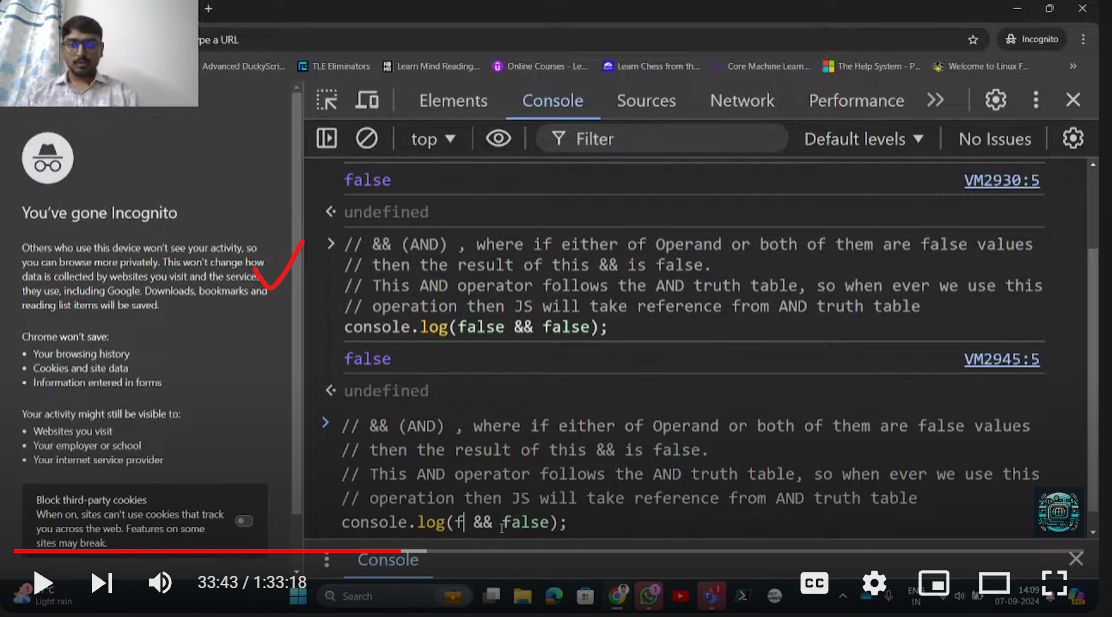 +
pe a URL
Incognito
Advanced DuckyScri...
TLE Eliminators
Learn Mind Reading...
Online Courses - Le...
Learn Chess from th...
Core Machine Learn...
The Help System - P...
Welcome to Linux F...
»
Elements
Console
Sources
Network
Performance
»
top ▼
Filter
Default levels ▼
No Issues
You've gone Incognito
Others who use this device won't see your activity, so
you can browse more privately. This won't change how
data is collected by websites you visit and the services
they use, including Google. Downloads, bookmarks and
reading list items will be saved.
Chrome won't save:
• Your browsing history
• Cookies and site data
• Information entered in forms
Your activity might still be visible to:
• Websites you visit
• Your employer or school
• Your internet service provider
Block third-party cookies
When on, sites can't use cookies that track
you across the web. Features on some
sites may break.
false VM2930:5
undefined
// && (AND) , where if either of Operand or both of them are false values
// then the result of this && is false.
// This AND operator follows the AND truth table, so when ever we use this
// operation then JS will take reference from AND truth table
console.log(false && false);
false VM2945:5
undefined
// && (AND) , where if either of Operand or both of them are false values
// then the result of this && is false.
// This AND operator follows the AND truth table, so when ever we use this
// operation then JS will take reference from AND truth table
console.log(f && false);
Console
33:43 / 1:33:18
CC
Light rain
Search
ENG
IN
14:09
07-09-2024